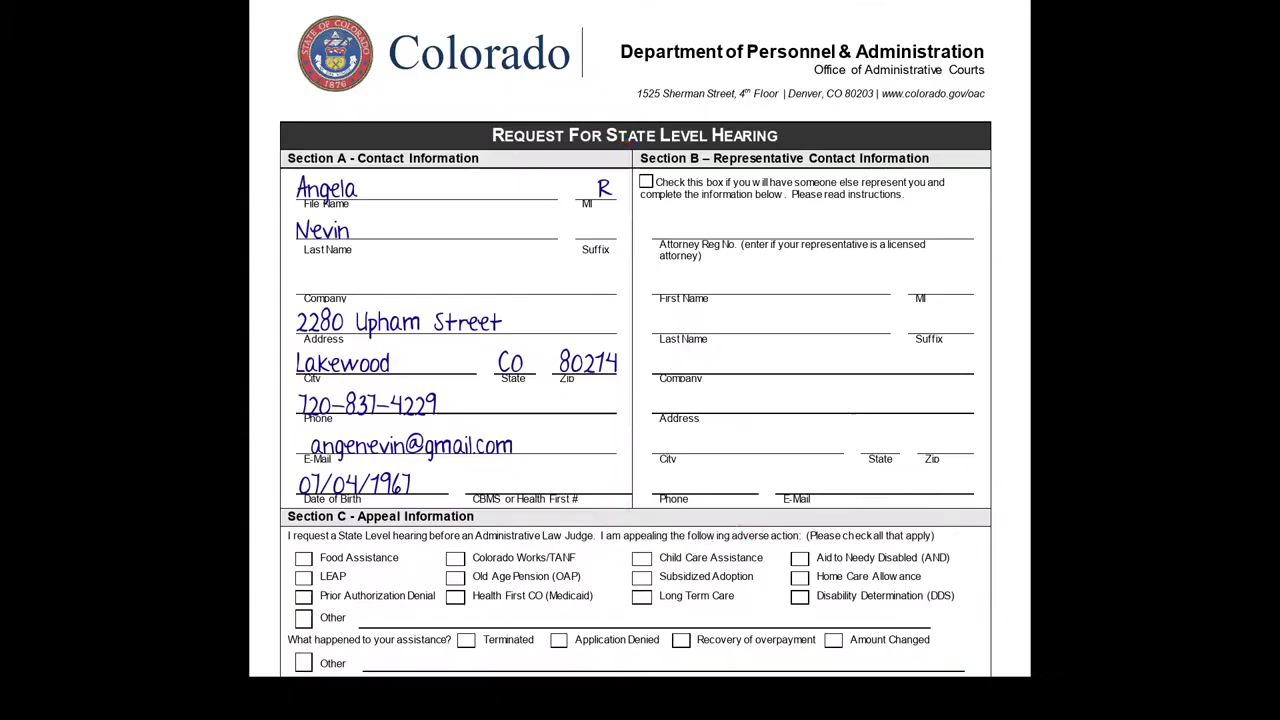 STATE OF COLORADO
1876
Colorado
Department of Personnel & Administration
Office of Administrative Courts
1525 Sherman Street, 4th Floor | Denver, CO 80203 | www.colorado.gov/oac
REQUEST FOR STATE LEVEL HEARING
Section A - Contact Information
Angela R
File Name MI
Nevin
Last Name Suffix
Company
2280 Upham Street
Address
Lakewood CO 80214
City State Zip
720-837-4229
Phone
angenevin@gmail.com
E-Mail
07/04/1967
Date of Birth CBMS or Health First #
Section B – Representative Contact Information
Check this box if you will have someone else represent you and
complete the information below. Please read instructions.
Attorney Reg No. (enter if your representative is a licensed
attorney)
First Name MI
Last Name Suffix
Company
Address
City State Zip
Phone E-Mail
Section C - Appeal Information
I request a State Level hearing before an Administrative Law Judge. I am appealing the following adverse action: (Please check all that apply)
Food Assistance Colorado Works/TANF Child Care Assistance Aid to Needy Disabled (AND)
LEAP Old Age Pension (OAP) Subsidized Adoption Home Care Allowance
Prior Authorization Denial Health First CO (Medicaid) Long Term Care Disability Determination (DDS)
Other
What happened to your assistance? Terminated Application Denied Recovery of overpayment Amount Changed
Other